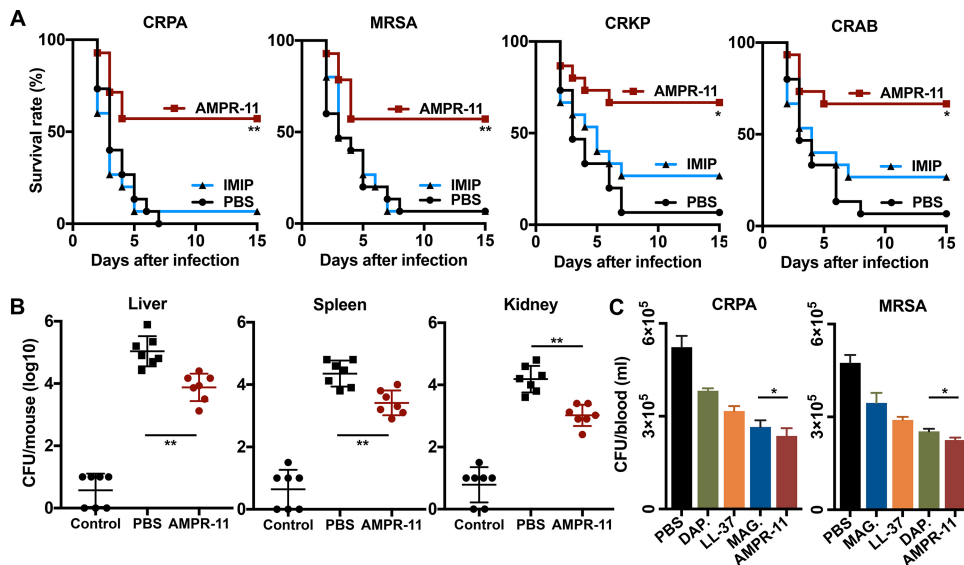 A
CRPA
MRSA
CRKP
CRAB
Survival rate (%)
100
50
0
AMPR-11
**
IMIP
PBS
0 5 10 15
Days after infection
100
50
0
AMPR-11
**
IMIP
PBS
0 5 10 15
Days after infection
100
50
0
AMPR-11
*
IMIP
PBS
0 5 10 15
Days after infection
100
50
0
AMPR-11
*
IMIP
PBS
0 5 10 15
Days after infection
B
Liver
Spleen
Kidney
CFU/mouse (log10)
6
4
2
0
**
Control PBS AMPR-11
6
4
2
0
**
Control PBS AMPR-11
6
4
2
0
**
Control PBS AMPR-11
C
CRPA
MRSA
CFU/blood (ml)
6×10⁵
3×10⁵
0
*
PBS
DAP.
LL-37
MAG.
AMPR-11
6×10⁵
3×10⁵
0
*
PBS
MAG.
LL-37
DAP.
AMPR-11